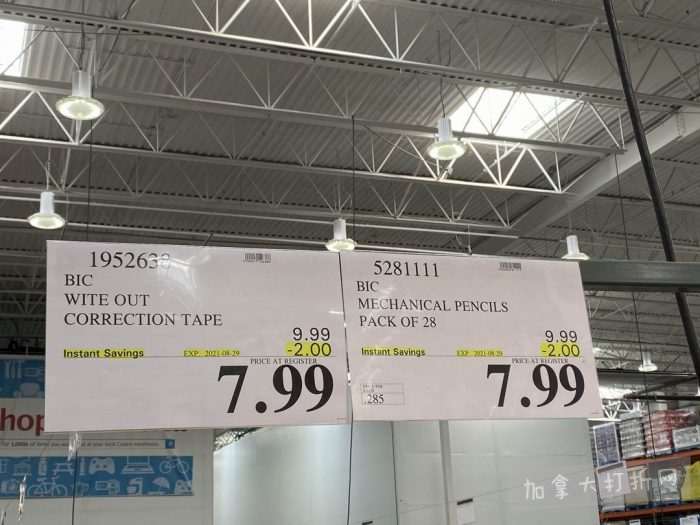 1952638
BIC
WITE OUT
CORRECTION TAPE
9.99
Instant Savings EXP. 2021-08-29 -2.00
PRICE AT REGISTER
7.99
5281111
BIC
MECHANICAL PENCILS
PACK OF 28
9.99
Instant Savings EXP. 2021-08-29 -2.00
PRICE AT REGISTER
7.99
.285
hop
加拿大打折网